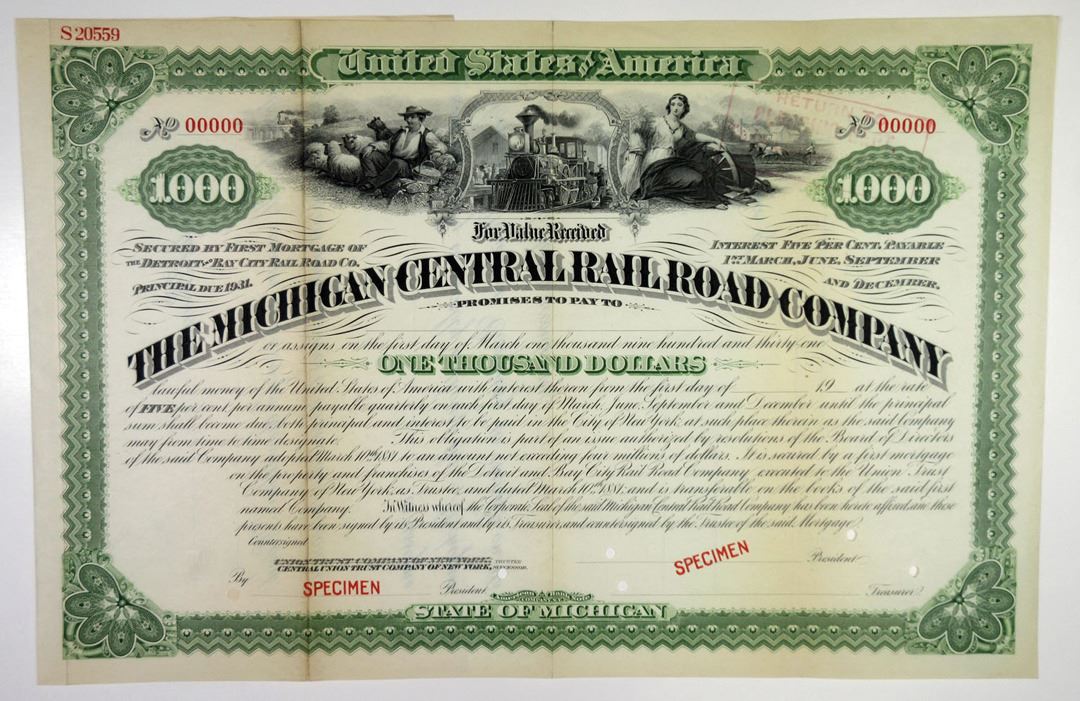 S 20559
United States of America
No 00000
No 00000
RETURN
1.000
1.000
For Value Received
SECURED BY FIRST MORTGAGE OF
THE DETROIT AND BAY CITY RAIL ROAD CO.
PRINCIPAL DUE 1931.
INTEREST FIVE PER CENT. PAYABLE
1ST MARCH, JUNE, SEPTEMBER
AND DECEMBER.
THE MICHIGAN CENTRAL RAIL ROAD COMPANY
PROMISES TO PAY TO
or assigns on the first day of March one thousand nine hundred and thirty one
ONE THOUSAND DOLLARS
lawful money of the United States of America with interest thereon from the first day of 19 at the rate
of FIVE per cent per annum, payable quarterly on each first day of March, June, September and December until the principal
sum shall become due, both principal and interest to be paid in the City of New York, at such place therein as the said Company
may from time to time designate. This obligation is part of an issue authorized by resolutions of the Board of Directors
of the said Company adopted March 10th 1881 to an amount not exceeding four millions of dollars. It is secured by a first mortgage
on the property and franchises of the Detroit and Bay City Rail Road Company, executed to the Union Trust
Company of New York, as Trustee, and dated March 10th 1881, and is transferable on the books of the said first
named Company. In Witness whereof the Corporate Seal of the said Michigan Central Rail Road Company has been hereto affixed, and these
presents have been signed by its President and by its Treasurer, and countersigned by the Trustee of the said Mortgage.
Countersigned
UNION TRUST COMPANY OF NEW YORK, TRUSTEE
CENTRAL UNION TRUST COMPANY OF NEW YORK, SUCCESSOR.
SPECIMEN
President
By
SPECIMEN
President
Treasurer
American Bank Note
COMPANY, N.Y.
STATE OF MICHIGAN